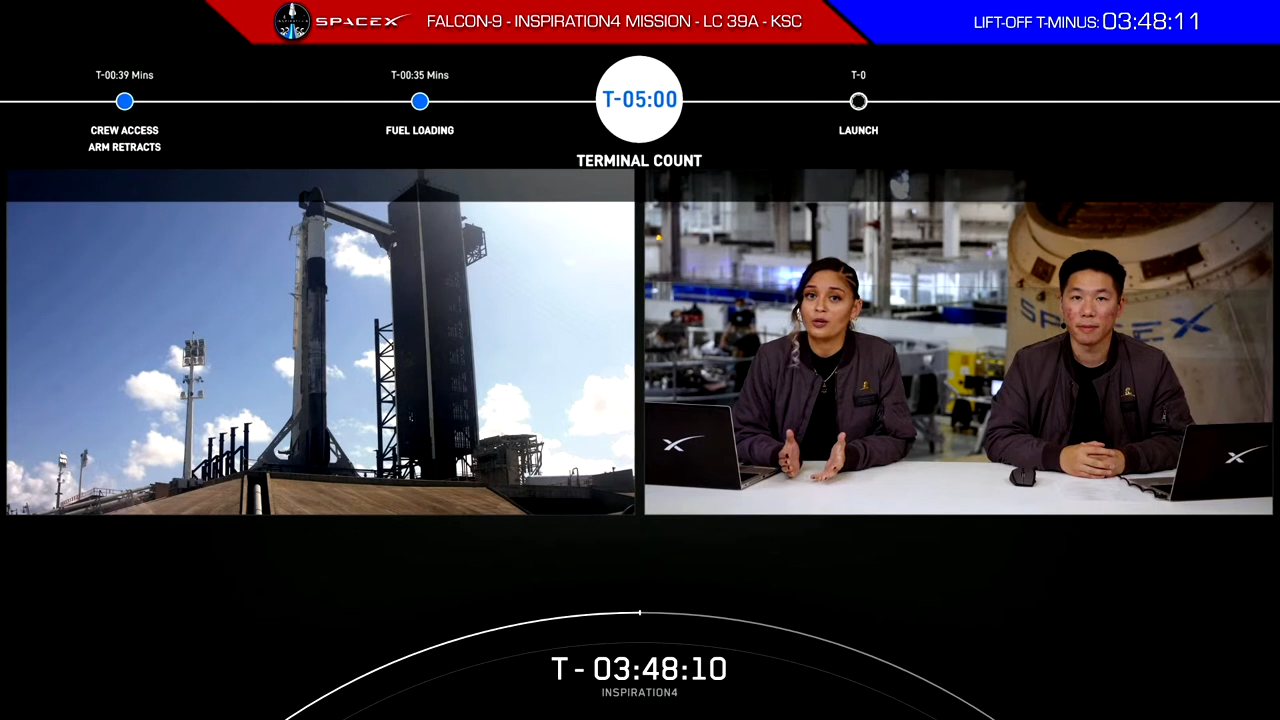 SPACEX
FALCON-9 - INSPIRATION4 MISSION - LC 39A - KSC
LIFT-OFF T-MINUS: 03:48:11
T-00:39 Mins
T-00:35 Mins
T-05:00
T-0
CREW ACCESS
ARM RETRACTS
FUEL LOADING
LAUNCH
TERMINAL COUNT
SPACEX
T - 03:48:10
INSPIRATION4